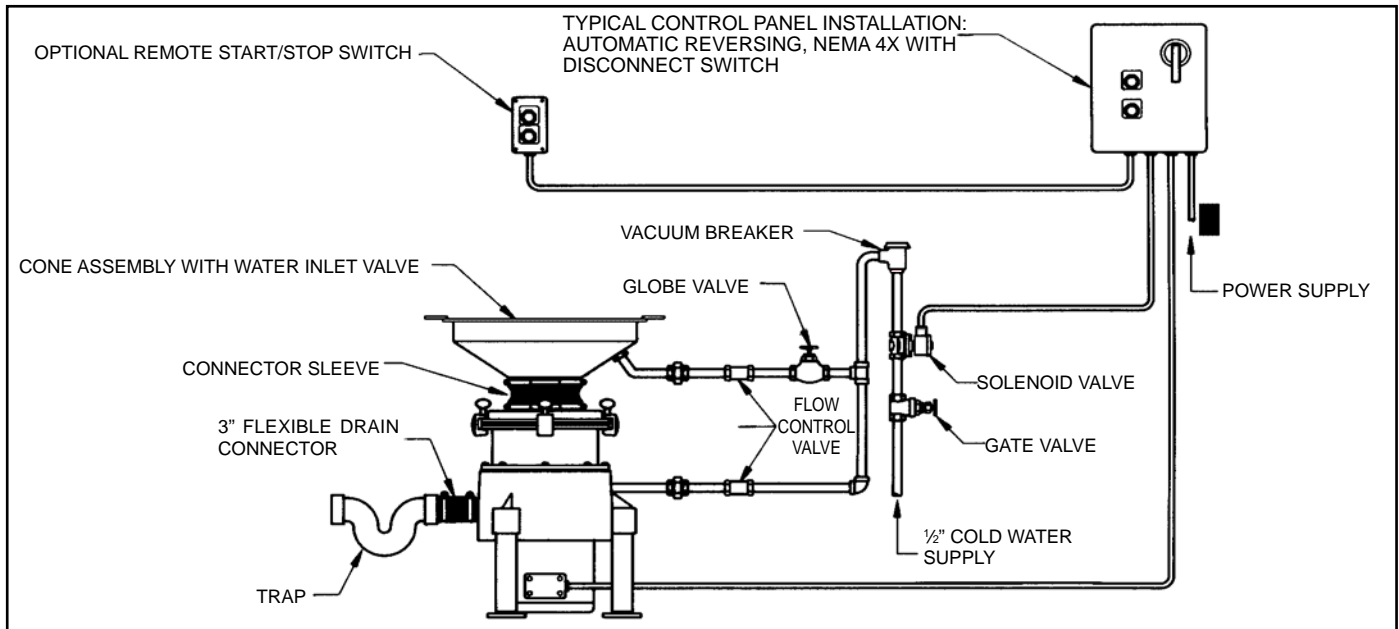 TYPICAL CONTROL PANEL INSTALLATION:
AUTOMATIC REVERSING, NEMA 4X WITH
DISCONNECT SWITCH
OPTIONAL REMOTE START/STOP SWITCH
VACUUM BREAKER
CONE ASSEMBLY WITH WATER INLET VALVE
GLOBE VALVE
POWER SUPPLY
CONNECTOR SLEEVE
SOLENOID VALVE
FLOW
CONTROL
VALVE
3” FLEXIBLE DRAIN
CONNECTOR
GATE VALVE
½” COLD WATER
SUPPLY
TRAP